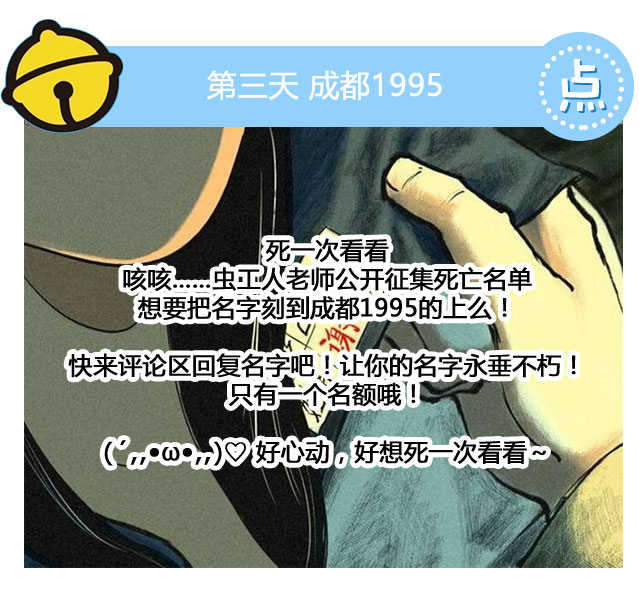 第三天 成都1995
点
死一次看看
咳咳……虫工人老师公开征集死亡名单
想要把名字刻到成都1995的上么！
谢
快来评论区回复名字吧！让你的名字永垂不朽！
只有一个名额哦！
(´,,•ω•,,)♡ 好心动，好想死一次看看～